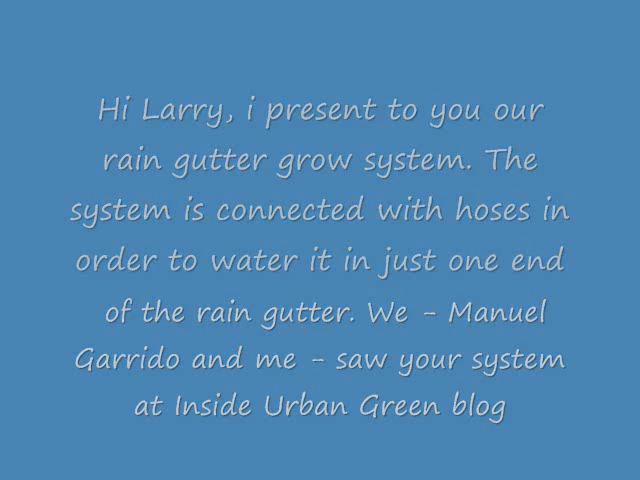 Hi Larry, i present to you our
rain gutter grow system. The
system is connected with hoses in
order to water it in just one end
of the rain gutter. We - Manuel
Garrido and me - saw your system
at Inside Urban Green blog